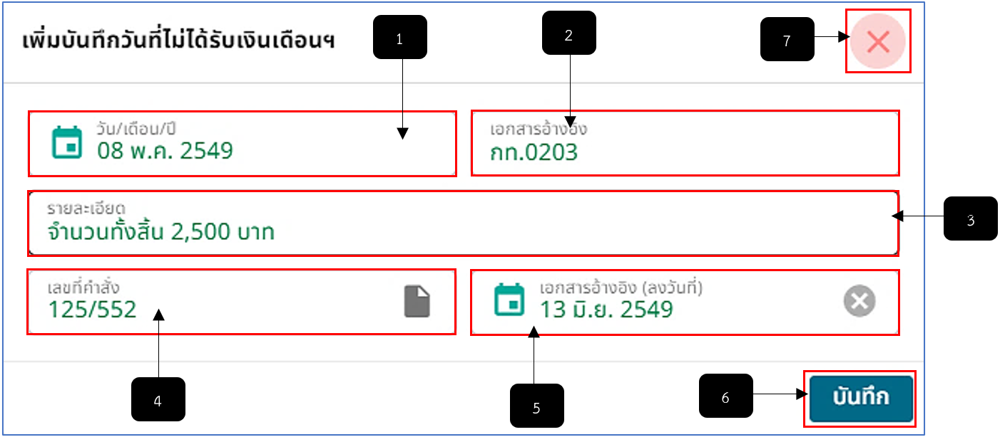 เพิ่มบันทึกวันที่ไม่ได้รับเงินเดือนฯ
1
2
7
วัน/เดือน/ปี
08 พ.ค. 2549
เอกสารอ้างอิง
กท.0203
รายละเอียด
จำนวนทั้งสิ้น 2,500 บาท
3
เลขที่คำสั่ง
125/552
เอกสารอ้างอิง (ลงวันที่)
13 มิ.ย. 2549
4
5
6
บันทึก